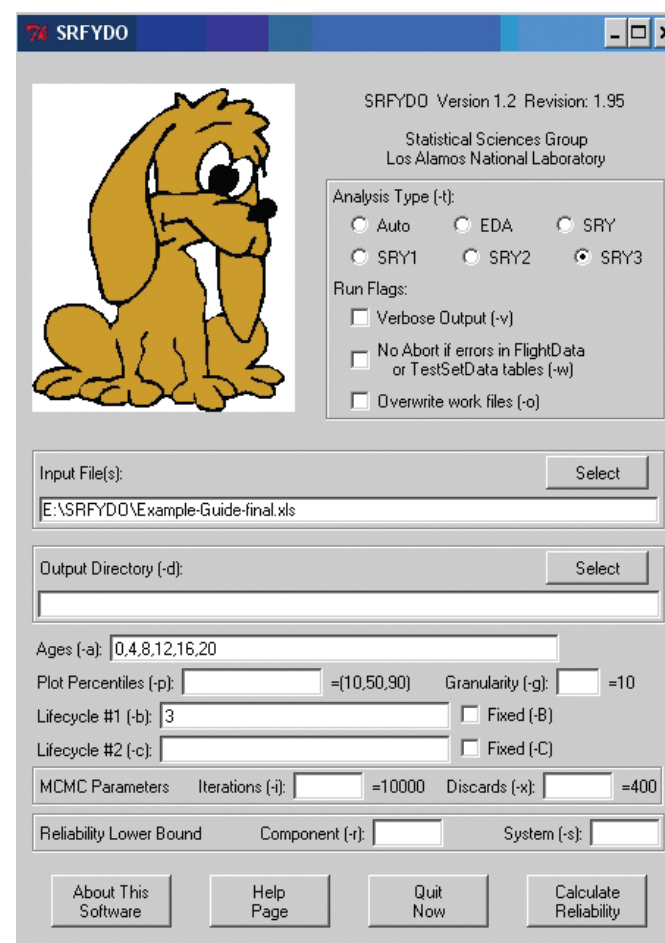 SRFYDO
SRFYDO Version 1.2 Revision: 1.95
Statistical Sciences Group
Los Alamos National Laboratory
Analysis Type (-t):
Auto EDA SRY
SRY1 SRY2 SRY3
Run Flags:
Verbose Output (-v)
No Abort if errors in FlightData
or TestSetData tables (-w)
Overwrite work files (-o)
Input File(s): Select
E:\SRFYDO\Example-Guide-final.xls
Output Directory (-d): Select
Ages (-a): 0,4,8,12,16,20
Plot Percentiles (-p): =(10,50,90) Granularity (-g): =10
Lifecycle #1 (-b): 3 Fixed (-B)
Lifecycle #2 (-c): Fixed (-C)
MCMC Parameters Iterations (-i): =10000 Discards (-x): =400
Reliability Lower Bound Component (-r): System (-s):
About This
Software
Help
Page
Quit
Now
Calculate
Reliability